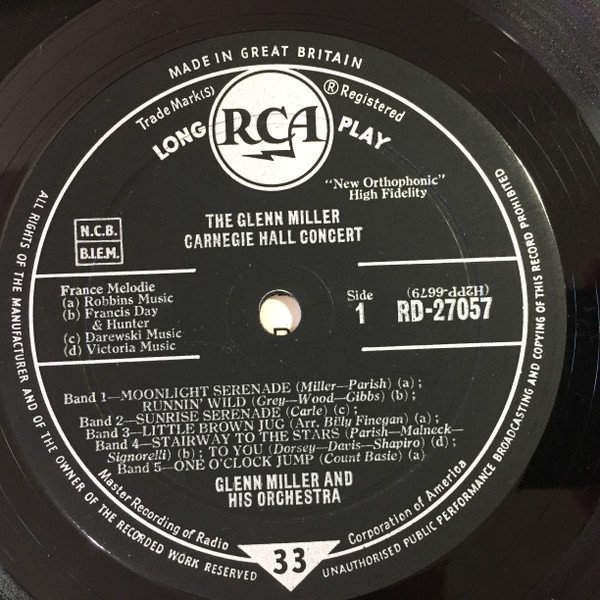 MADE IN GREAT BRITAIN
Trade Mark(S)
® Registered
LONG
RCA
PLAY
"New Orthophonic"
High Fidelity
THE GLENN MILLER
CARNEGIE HALL CONCERT
N.C.B.
B.I.E.M.
France Melodie
(a) Robbins Music
(b) Francis Day
& Hunter
(c) Darewski Music
(d) Victoria Music
Side
1
(H2PP-6679)
RD-27057
Band 1—MOONLIGHT SERENADE (Miller—Parish) (a) ;
RUNNIN' WILD (Grey—Wood—Gibbs) (b) ;
Band 2—SUNRISE SERENADE (Carle) (c) ;
Band 3—LITTLE BROWN JUG (Arr. Billy Finegan) (a) ;
Band 4—STAIRWAY TO THE STARS (Parish—Malneck—
Signorelli) (b) ; TO YOU (Dorsey—Davis—Shapiro) (d) ;
Band 5—ONE O'CLOCK JUMP (Count Basie) (a)
GLENN MILLER AND
HIS ORCHESTRA
Master Recording of Radio
Corporation of America
33
ALL RIGHTS OF THE MANUFACTURER AND OF THE OWNER OF THE RECORDED WORK RESERVED
UNAUTHORISED PUBLIC PERFORMANCE BROADCASTING AND COPYING OF THIS RECORD PROHIBITED